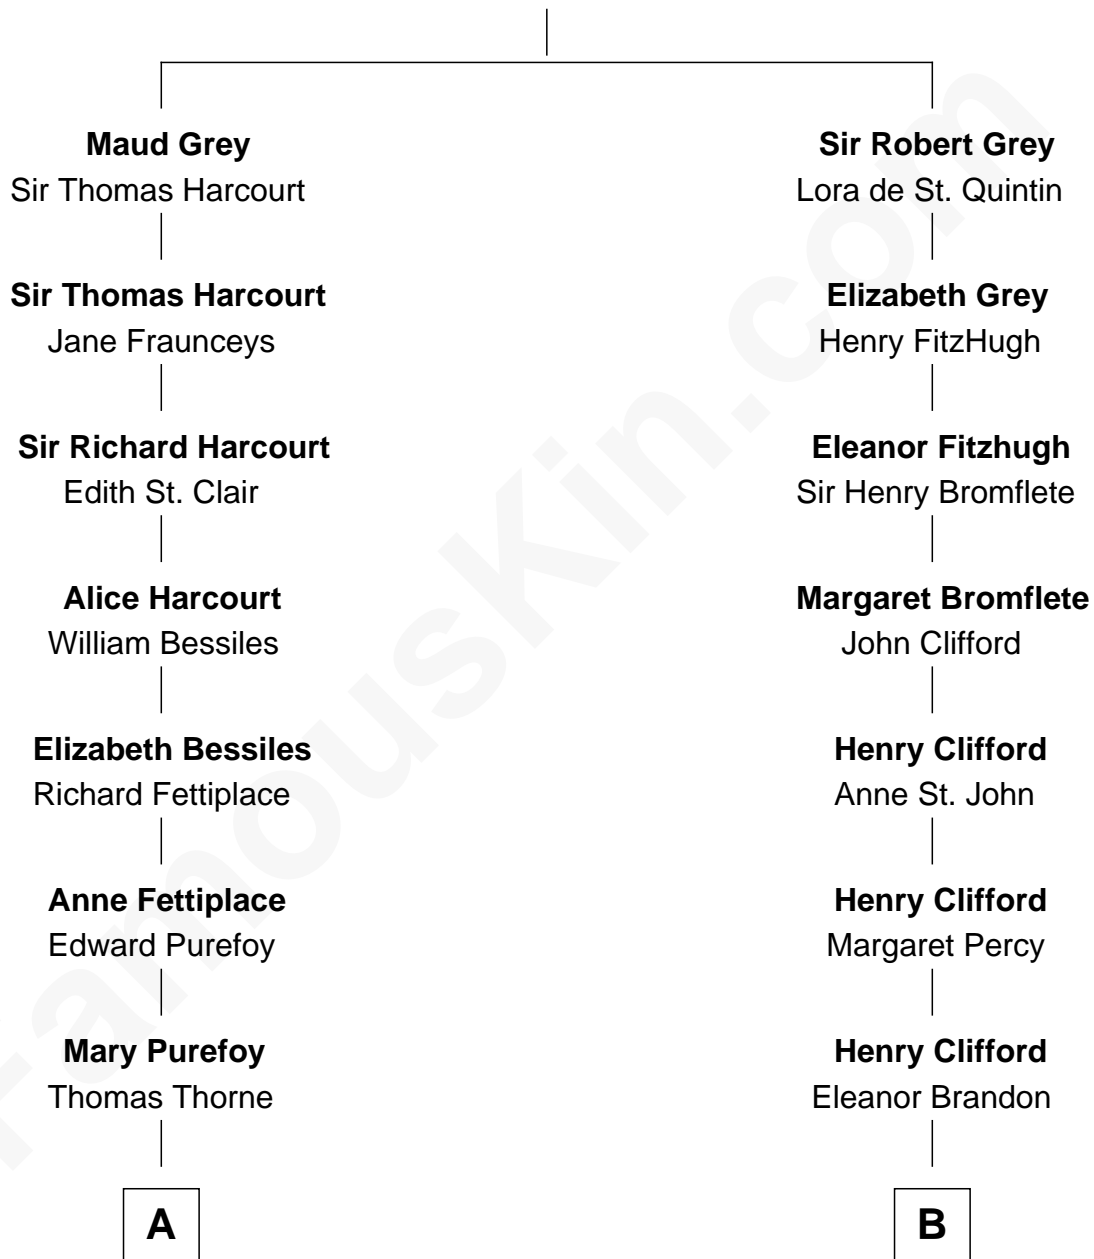 Maud Grey
Sir Thomas Harcourt
Sir Robert Grey
Lora de St. Quintin
Sir Thomas Harcourt
Jane Fraunceys
Elizabeth Grey
Henry FitzHugh
Sir Richard Harcourt
Edith St. Clair
Eleanor Fitzhugh
Sir Henry Bromflete
Alice Harcourt
William Bessiles
Margaret Bromflete
John Clifford
Elizabeth Bessiles
Richard Fettiplace
Henry Clifford
Anne St. John
Anne Fettiplace
Edward Purefoy
Henry Clifford
Margaret Percy
Mary Purefoy
Thomas Thorne
Henry Clifford
Eleanor Brandon
A
B
FamousKin.com